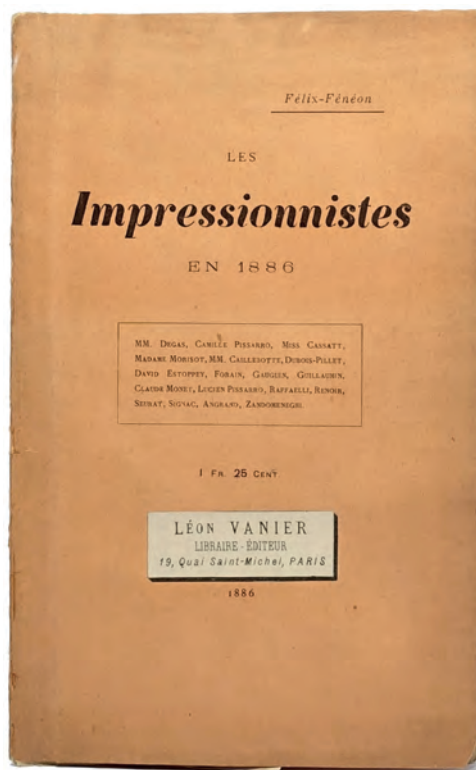 Félix-Fénéon
LES
Impressionnistes
EN 1886
MM. Degas, Camille Pissarro, Miss Cassatt,
Madame Morisot, MM. Caillebotte, Dubois-Pillet,
David Estoppey, Forain, Gauguin, Guillaumin,
Claude Monet, Lucien Pissarro, Raffaelli, Renoir,
Seurat, Signac, Angrand, Zandomeneghi.
1 Fr. 25 Cent
LÉON VANIER
LIBRAIRE-ÉDITEUR
19, Quai Saint-Michel, PARIS
1886